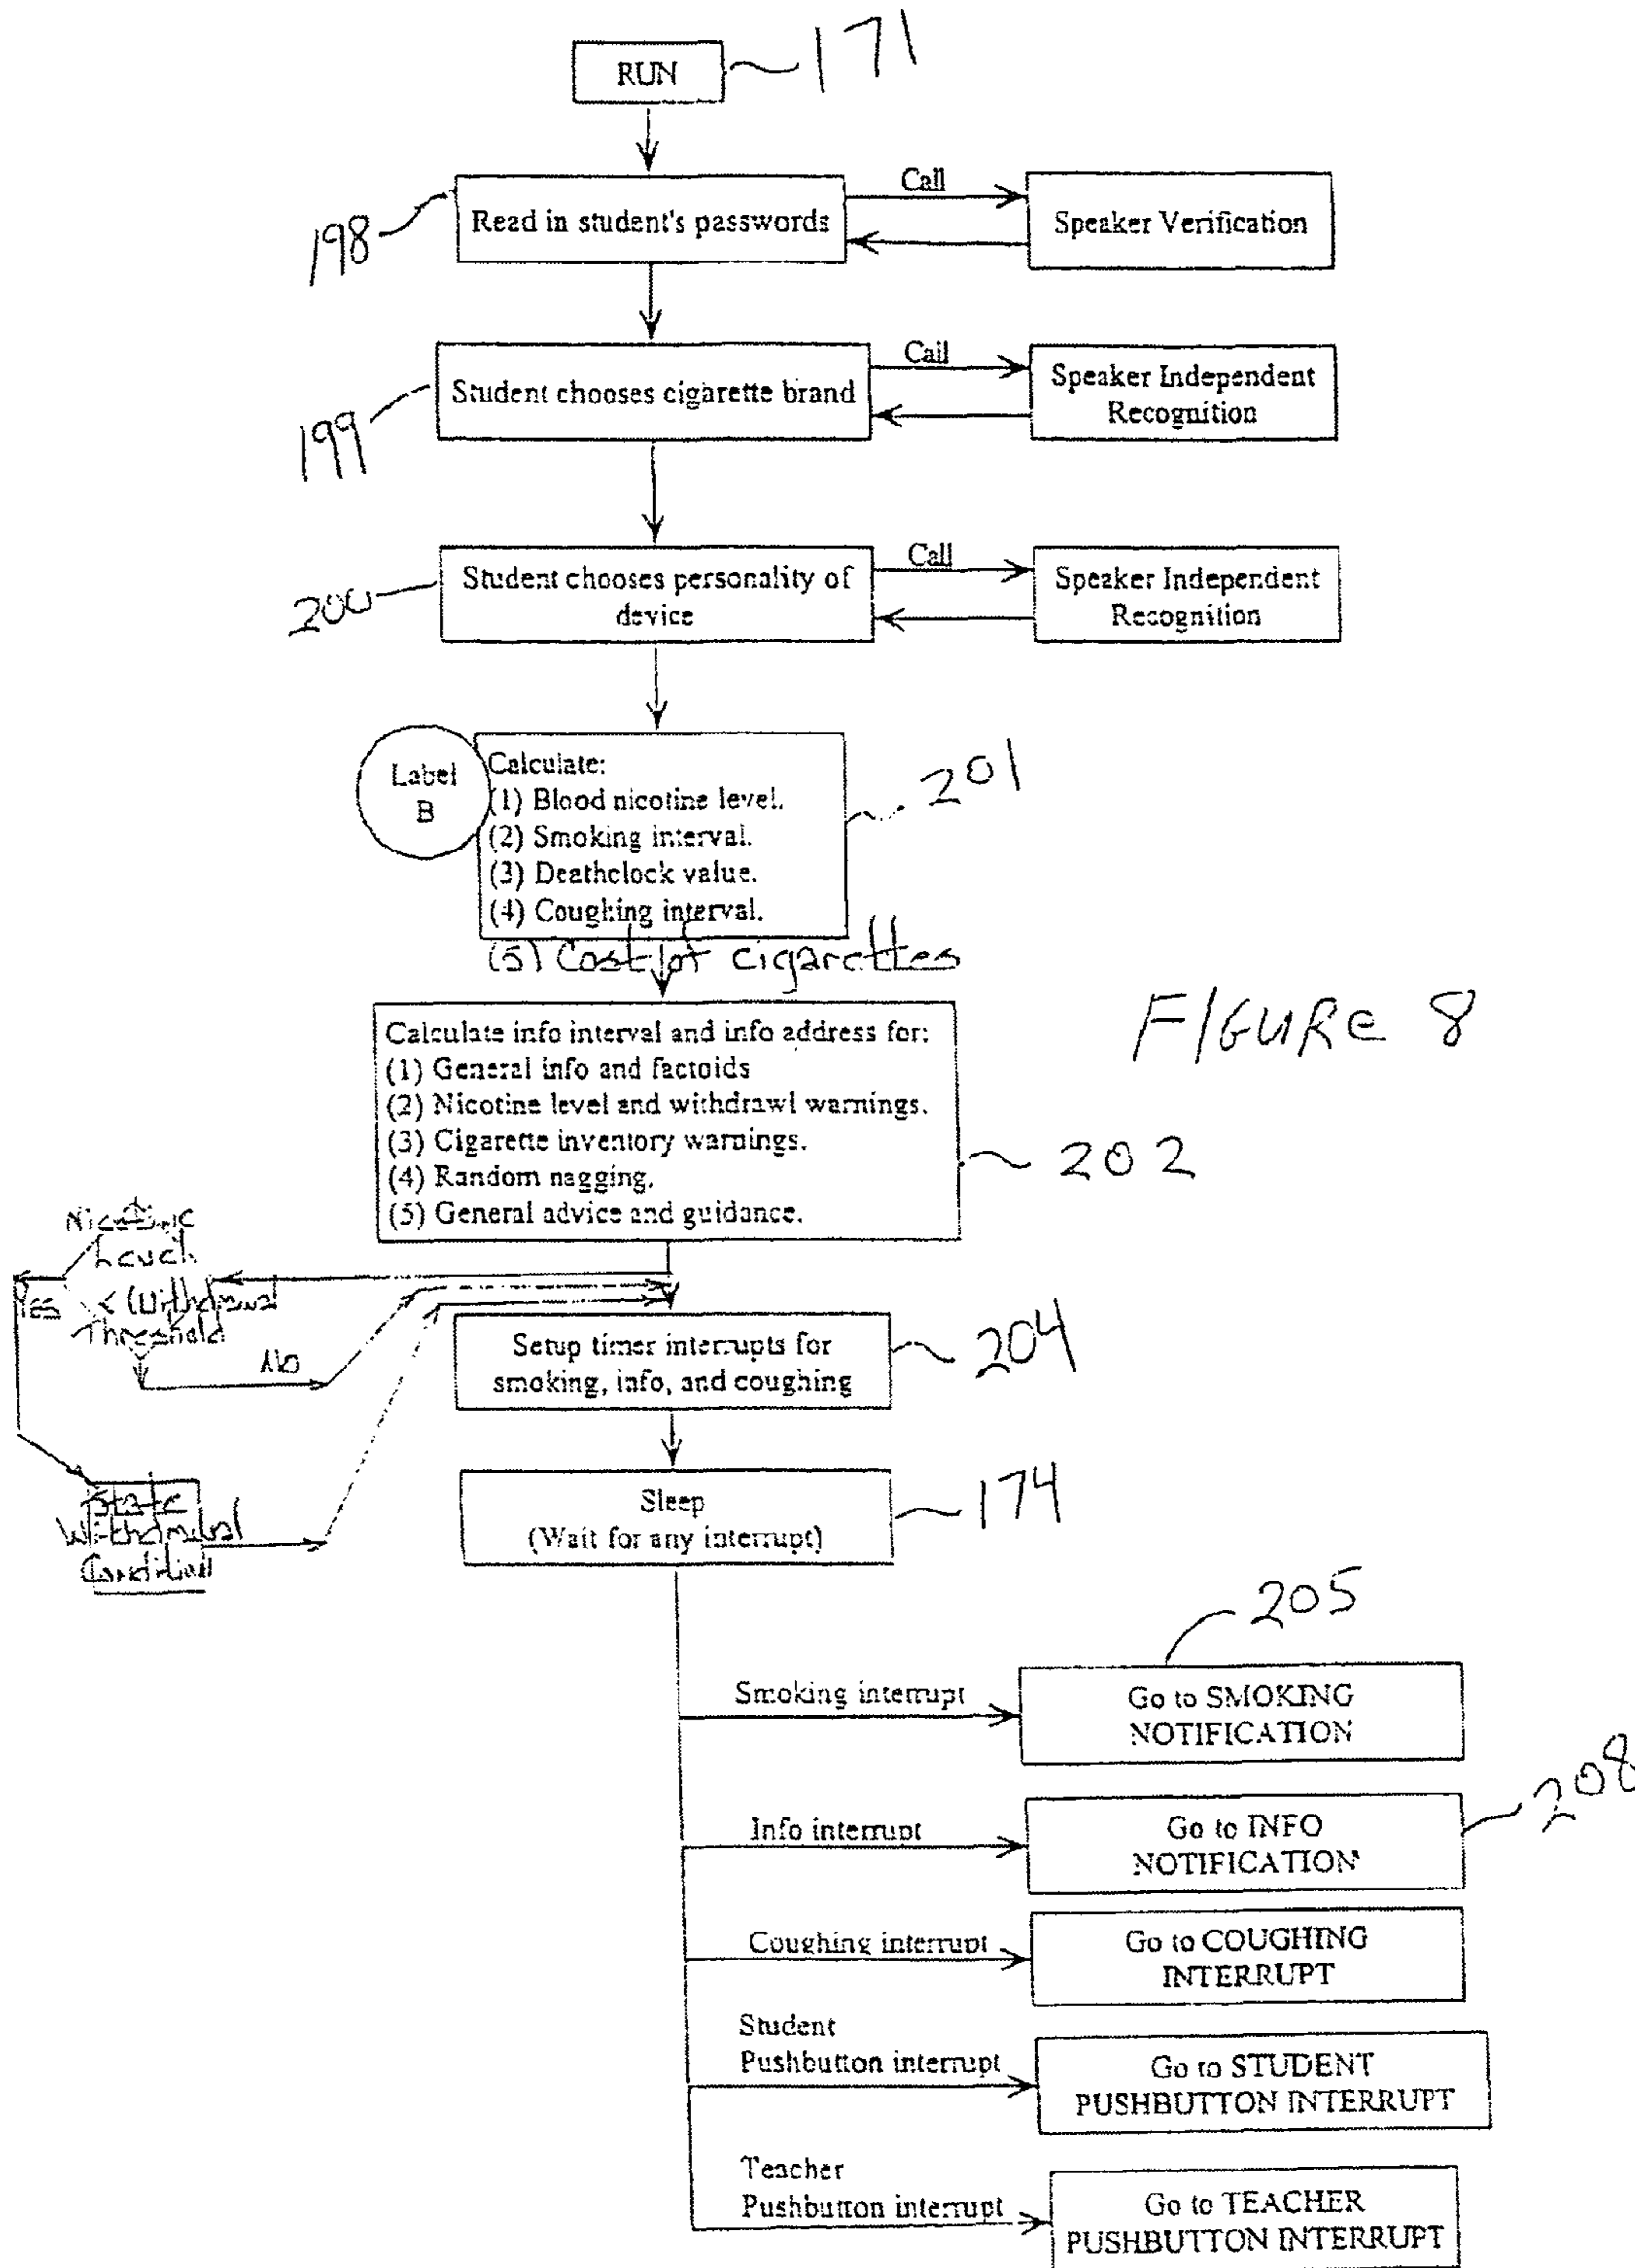 RUN
171
Call
198
Read in student's passwords
Speaker Verification
Call
199
Student chooses cigarette brand
Speaker Independent
Recognition
Call
200
Student chooses personality of
device
Speaker Independent
Recognition
Label
B
Calculate:
(1) Blood nicotine level.
(2) Smoking interval.
(3) Deathclock value.
(4) Coughing interval.
(5) Cost of cigarettes
201
FIGURE 8
Calculate info interval and info address for:
(1) General info and factoids
(2) Nicotine level and withdrawl warnings.
(3) Cigarette inventory warnings.
(4) Random nagging.
(5) General advice and guidance.
202
Nicotine
< Withdrawal
Threshold
Yes
No
Setup timer interrupts for
smoking, info, and coughing
204
State
Withdrawal
Condition
Sleep
(Wait for any interrupt)
174
205
Smoking interrupt
Go to SMOKING
NOTIFICATION
208
Info interrupt
Go to INFO
NOTIFICATION
Coughing interrupt
Go to COUGHING
INTERRUPT
Student
Pushbutton interrupt
Go to STUDENT
PUSHBUTTON INTERRUPT
Teacher
Pushbutton interrupt
Go to TEACHER
PUSHBUTTON INTERRUPT